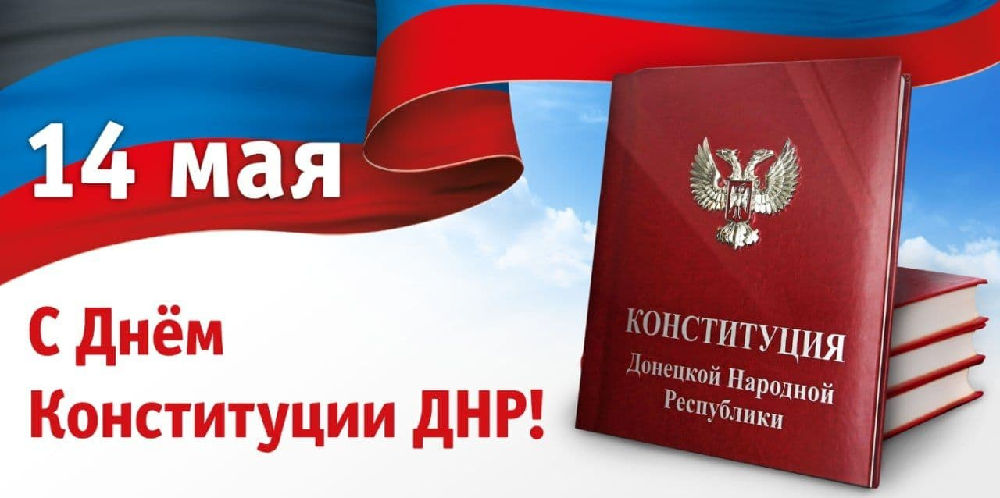 14 мая
С Днём
Конституции ДНР!
КОНСТИТУЦИЯ
Донецкой Народной
Республики